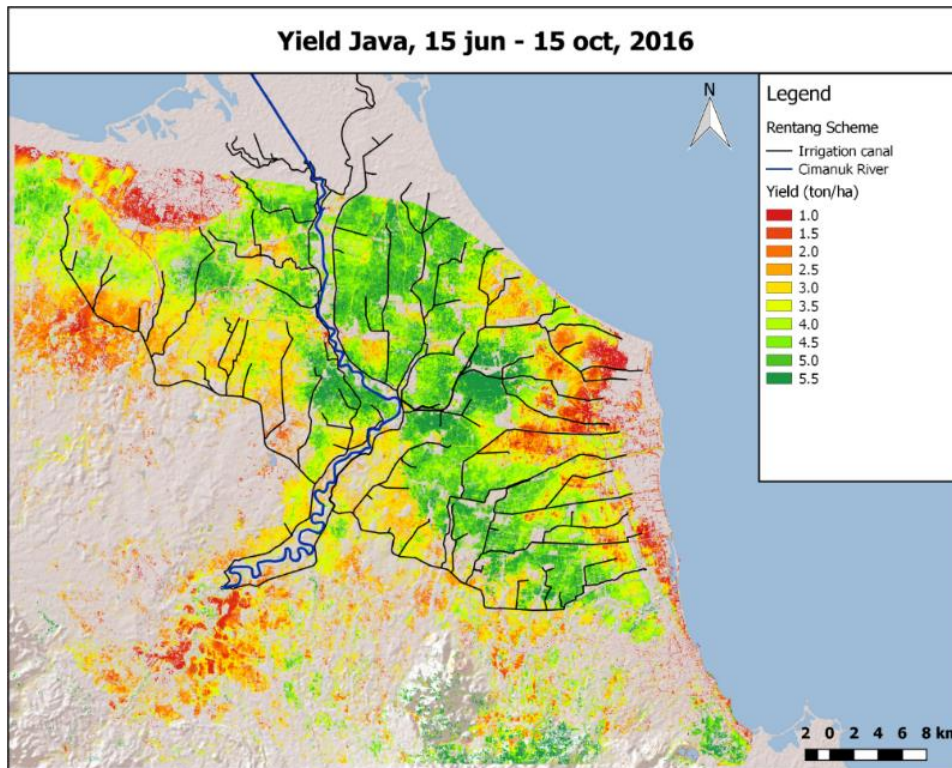 Yield Java, 15 jun - 15 oct, 2016
N
Legend
Rentang Scheme
Irrigation canal
Cimanuk River
Yield (ton/ha)
1.0
1.5
2.0
2.5
3.0
3.5
4.0
4.5
5.0
5.5
2 0 2 4 6 8 km